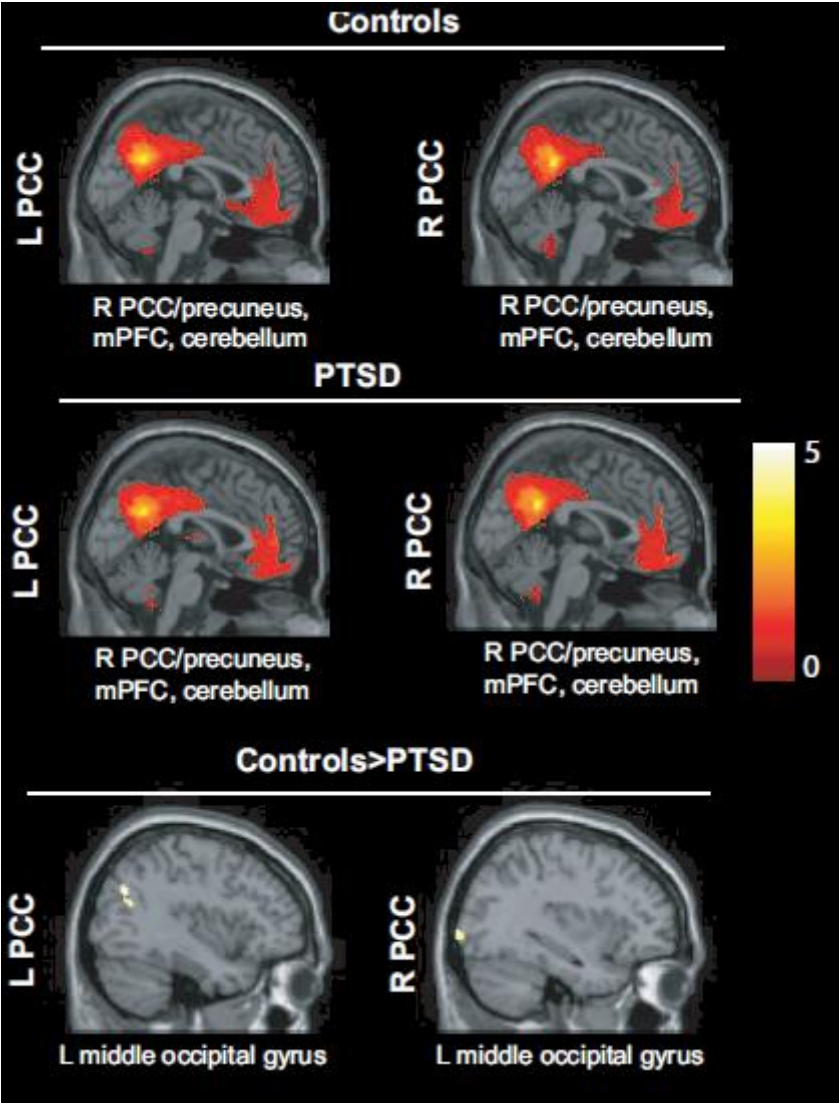 Controls
L PCC
R PCC
R PCC/precuneus,
mPFC, cerebellum
R PCC/precuneus,
mPFC, cerebellum
PTSD
L PCC
R PCC
5
0
R PCC/precuneus,
mPFC, cerebellum
R PCC/precuneus,
mPFC, cerebellum
Controls>PTSD
L PCC
R PCC
L middle occipital gyrus
L middle occipital gyrus